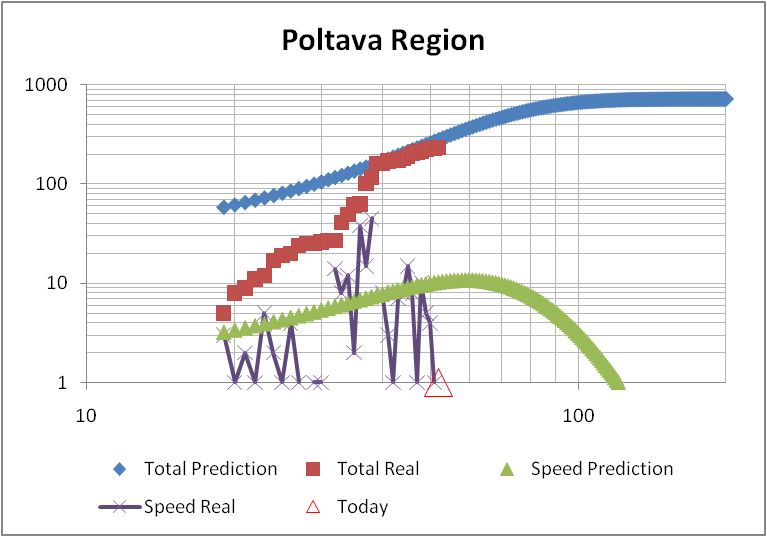 Poltava Region
1000
100
10
1
10 100
Total Prediction Total Real Speed Prediction
Speed Real Today